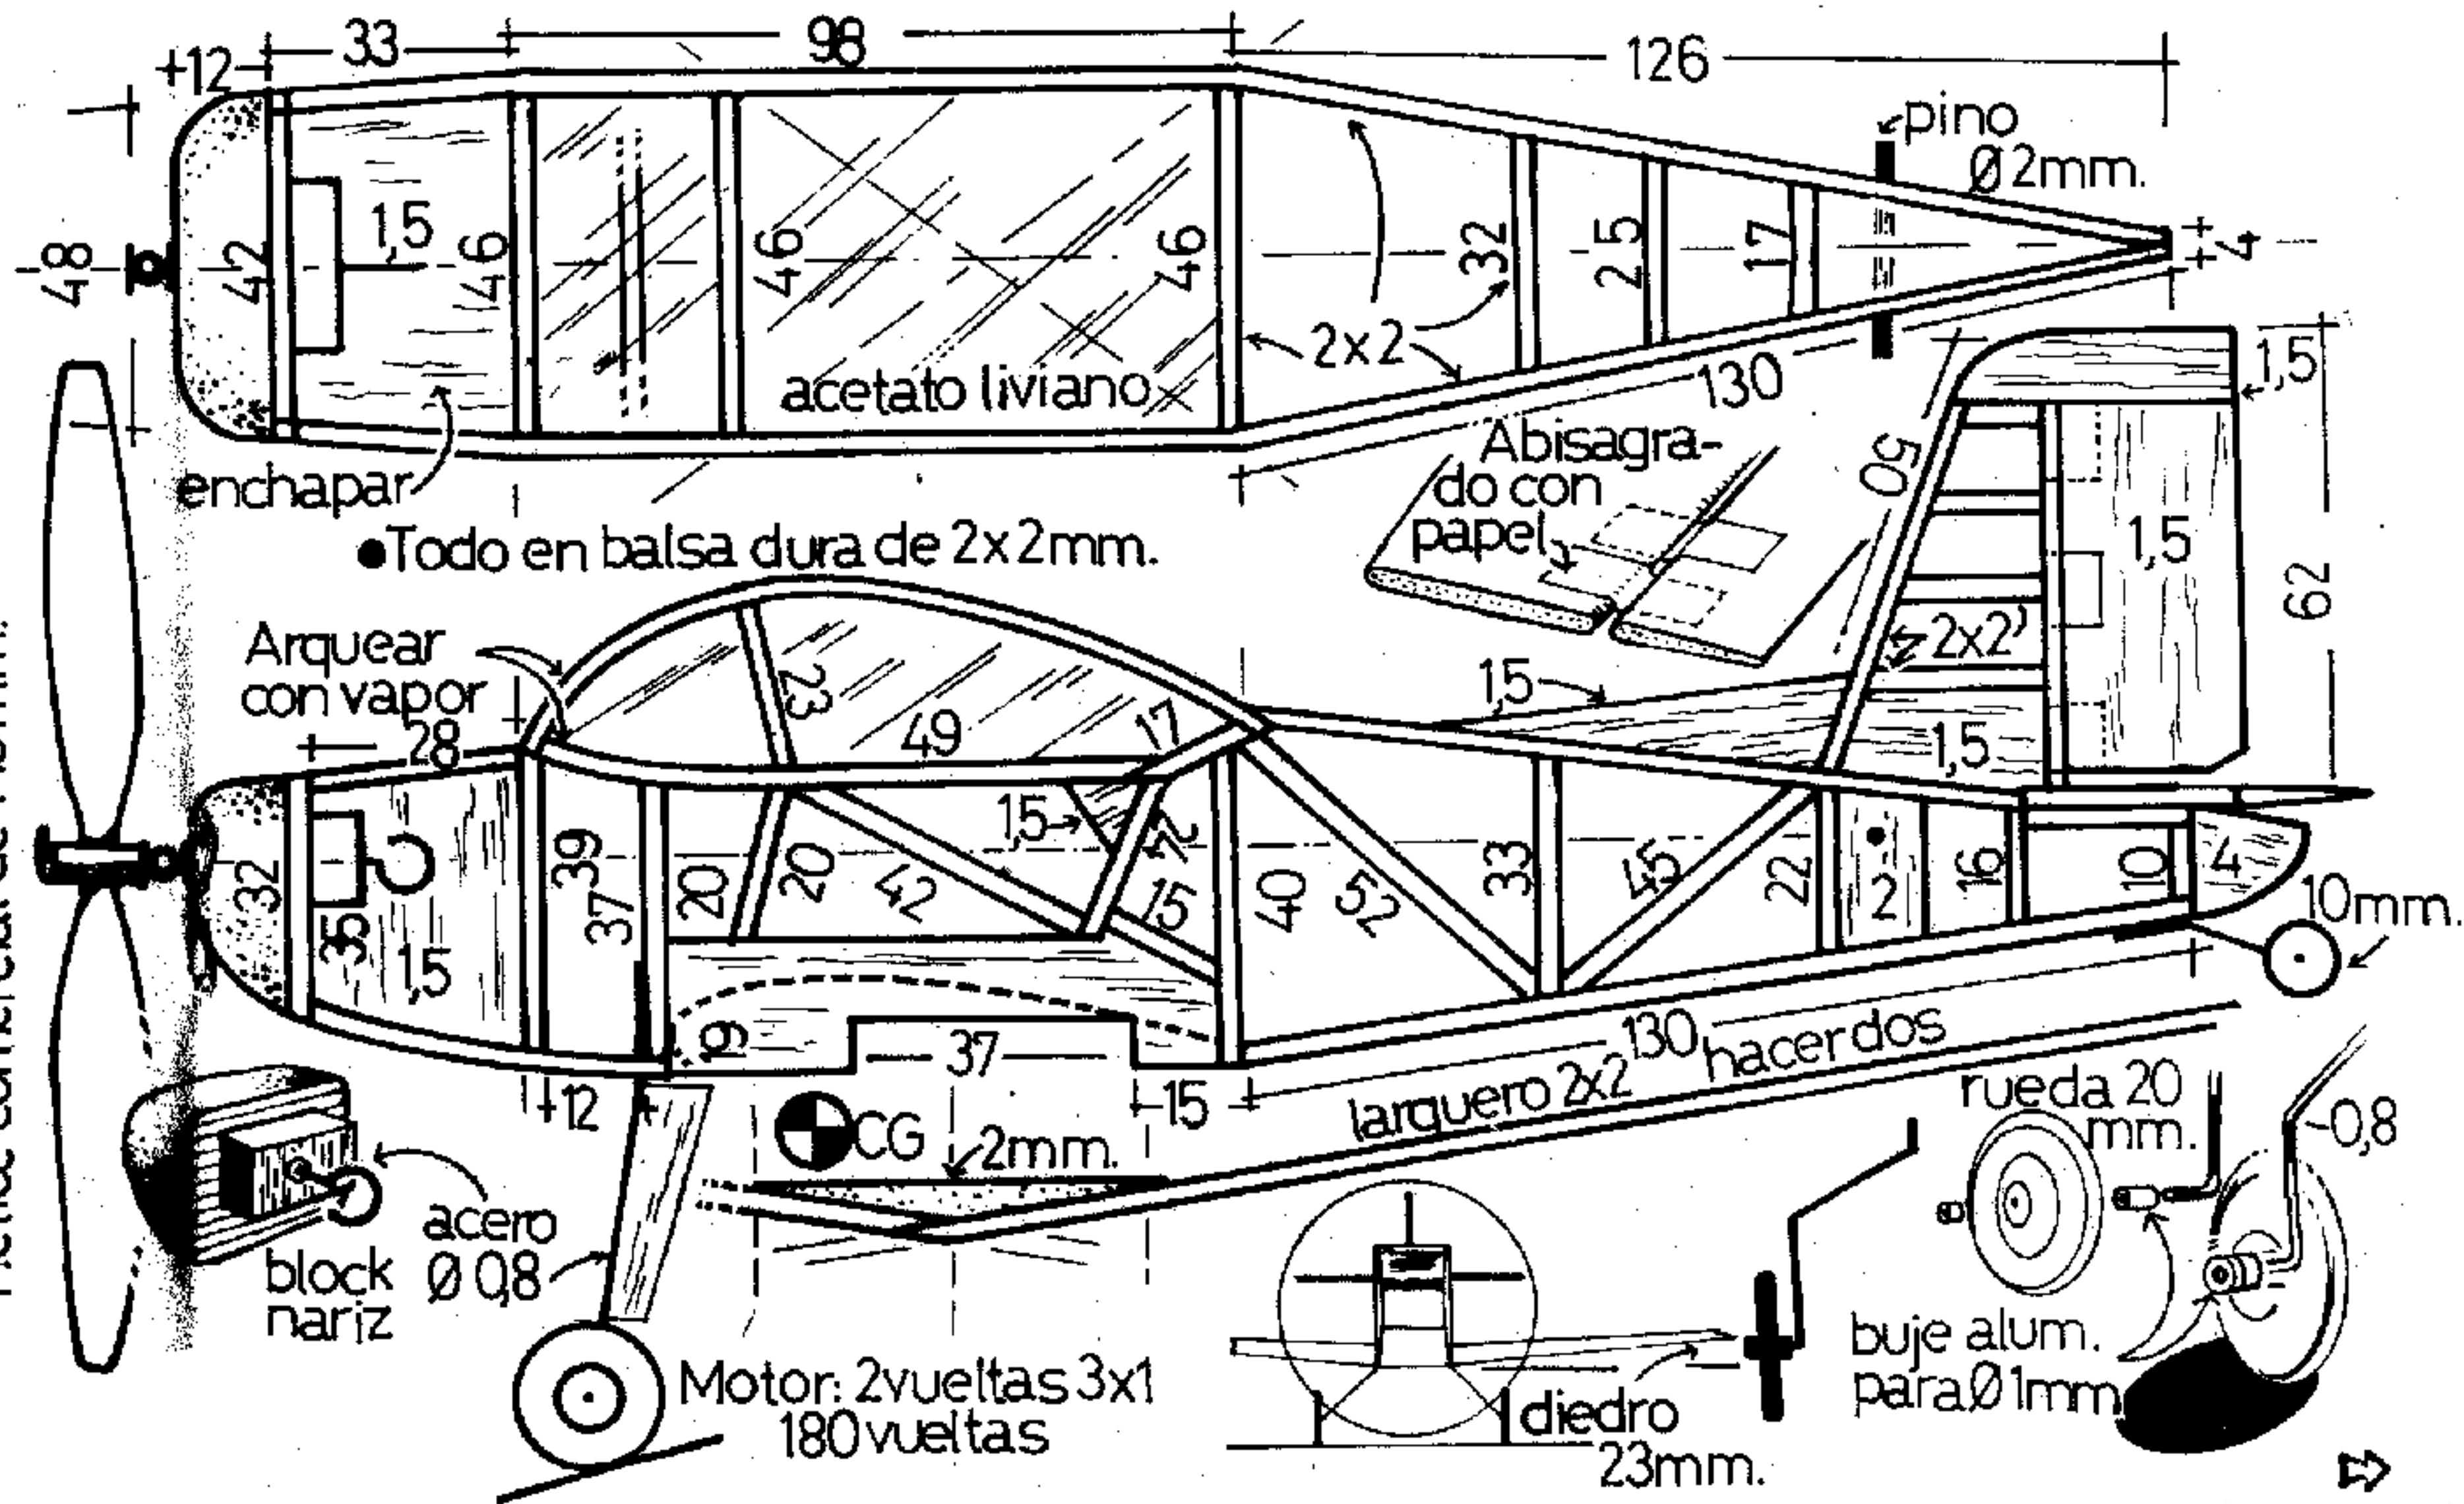 +12
33
98
126
pino
Ø2mm.
48
42
1,5
46
46
46
32
25
17
4
2x2
acetato liviano
130
1,5
enchapar
Abisagra-
do con
papel
50
1,5
62
●Todo en balsa dura de 2x2mm.
Arquear
con vapor
28
23
49
17
1,5
2x2
1,5
32
35
1,5
39
37
20
20
42
1,5
15
40
52
33
45
22
2
16
10
4
10mm.
9
37
12
15
130
larguero 2x2
hacer dos
CG
2mm.
rueda 20
mm.
0,8
acero
Ø 0,8
block
nariz
Motor: 2vueltas 3x1
180 vueltas
diedro
23mm.
buje alum.
para Ø1mm